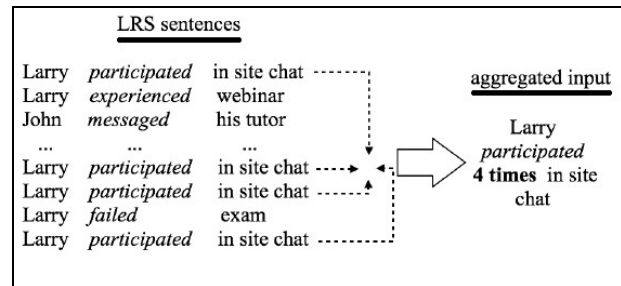 LRS sentences
Larry participated in site chat
Larry experienced webinar
John messaged his tutor
... ... ...
Larry participated in site chat
Larry participated in site chat
Larry failed exam
Larry participated in site chat
aggregated input
Larry
participated
4 times in site
chat